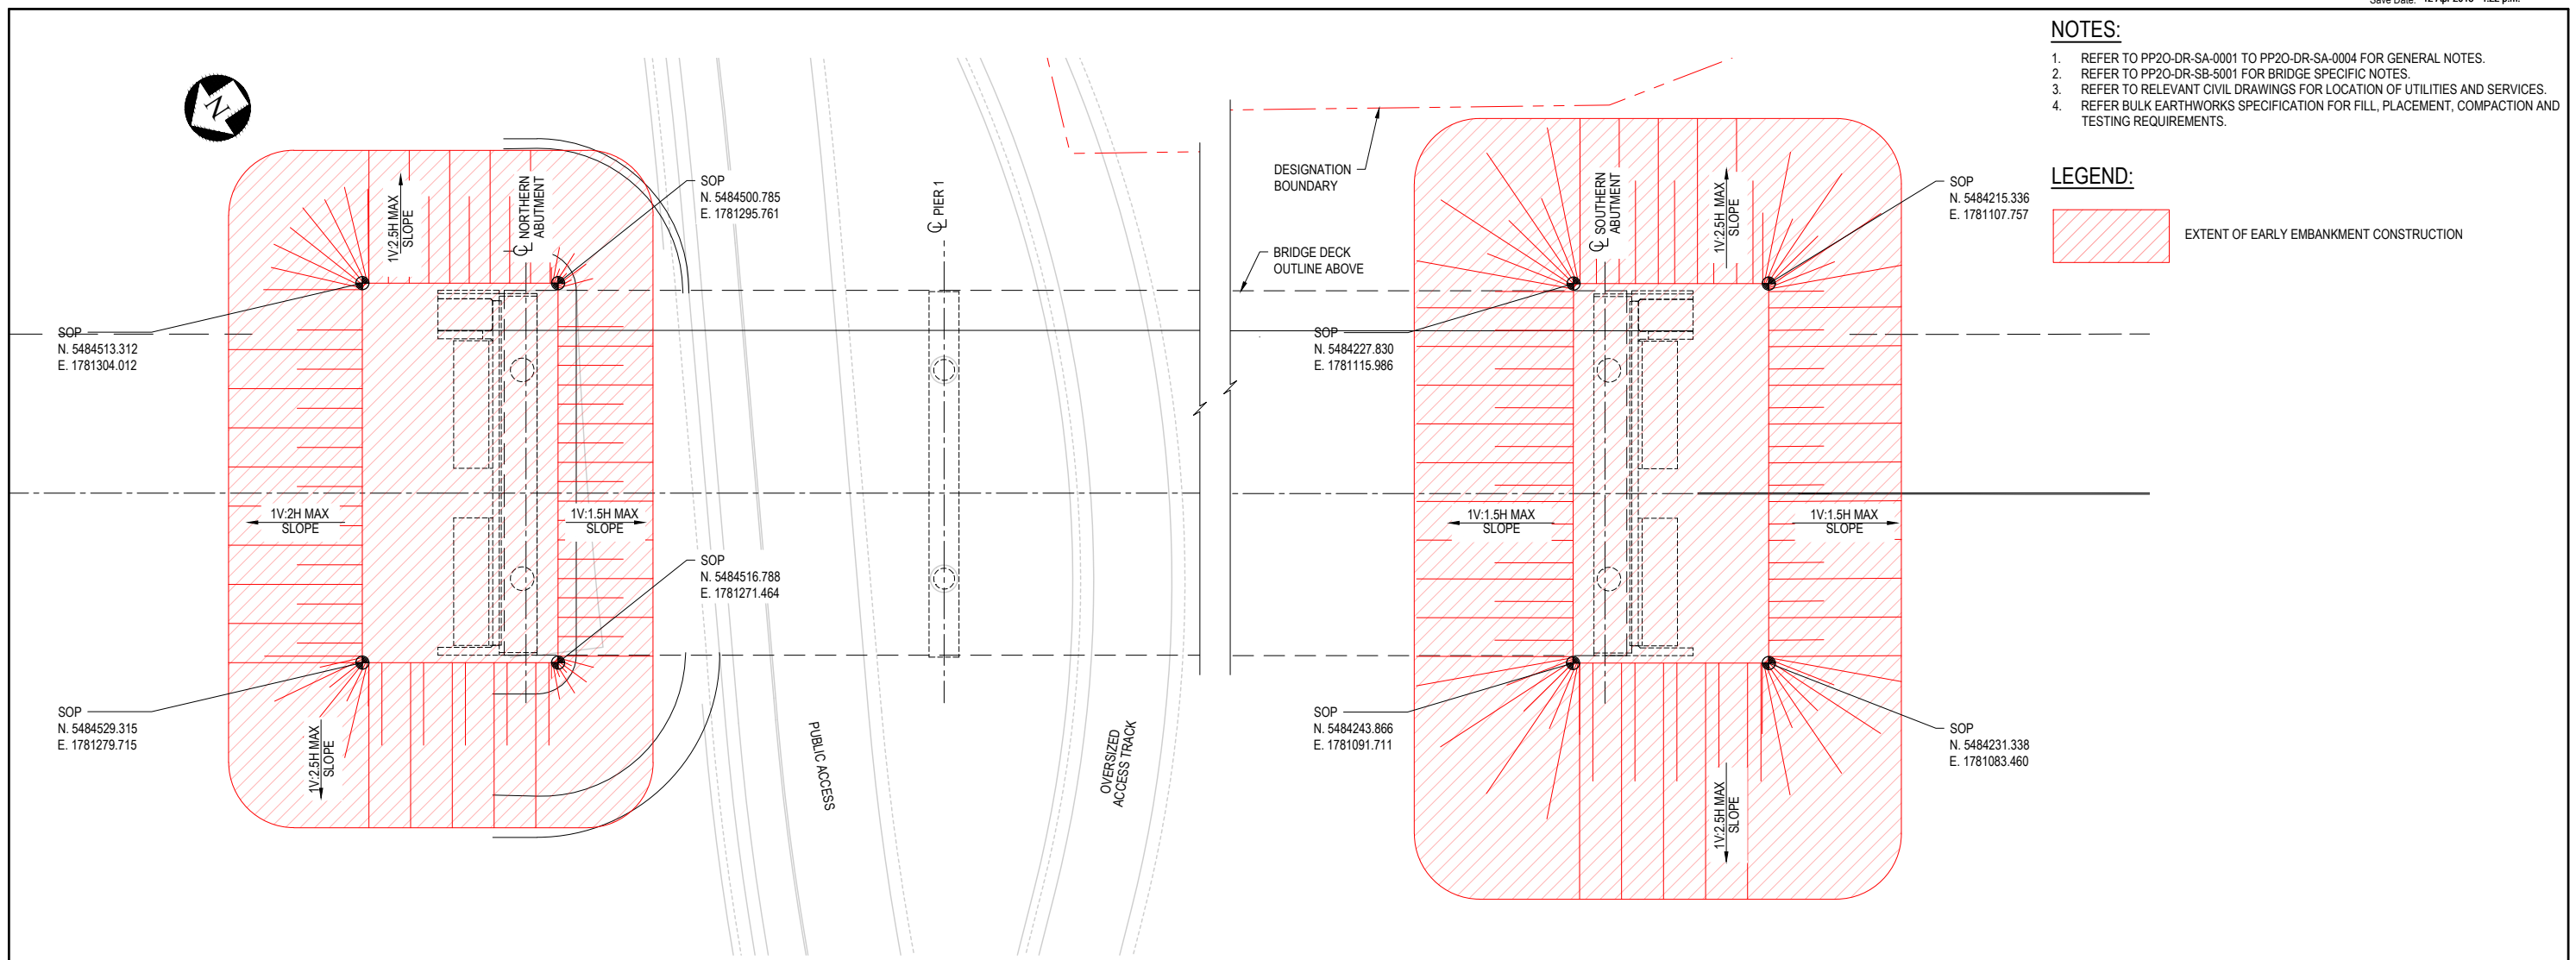 Save Date: 12 Apr 2018 1:22 p.m.
NOTES:
1. REFER TO PP2O-DR-SA-0001 TO PP2O-DR-SA-0004 FOR GENERAL NOTES.
2. REFER TO PP2O-DR-SB-5001 FOR BRIDGE SPECIFIC NOTES.
3. REFER TO RELEVANT CIVIL DRAWINGS FOR LOCATION OF UTILITIES AND SERVICES.
4. REFER BULK EARTHWORKS SPECIFICATION FOR FILL, PLACEMENT, COMPACTION AND
TESTING REQUIREMENTS.
LEGEND:
EXTENT OF EARLY EMBANKMENT CONSTRUCTION
N
1V:2.5H MAX
SLOPE
℄ NORTHERN
ABUTMENT
SOP
N. 5484500.785
E. 1781295.761
℄ PIER 1
DESIGNATION
BOUNDARY
BRIDGE DECK
OUTLINE ABOVE
℄ SOUTHERN
ABUTMENT
1V:2.5H MAX
SLOPE
SOP
N. 5484215.336
E. 1781107.757
SOP
N. 5484513.312
E. 1781304.012
SOP
N. 5484227.830
E. 1781115.986
1V:2H MAX
SLOPE
1V:1.5H MAX
SLOPE
1V:1.5H MAX
SLOPE
1V:1.5H MAX
SLOPE
SOP
N. 5484516.788
E. 1781271.464
SOP
N. 5484529.315
E. 1781279.715
1V:2.5H MAX
SLOPE
PUBLIC ACCESS
OVERSIZED
ACCESS TRACK
SOP
N. 5484243.866
E. 1781091.711
1V:2.5H MAX
SLOPE
SOP
N. 5484231.338
E. 1781083.460